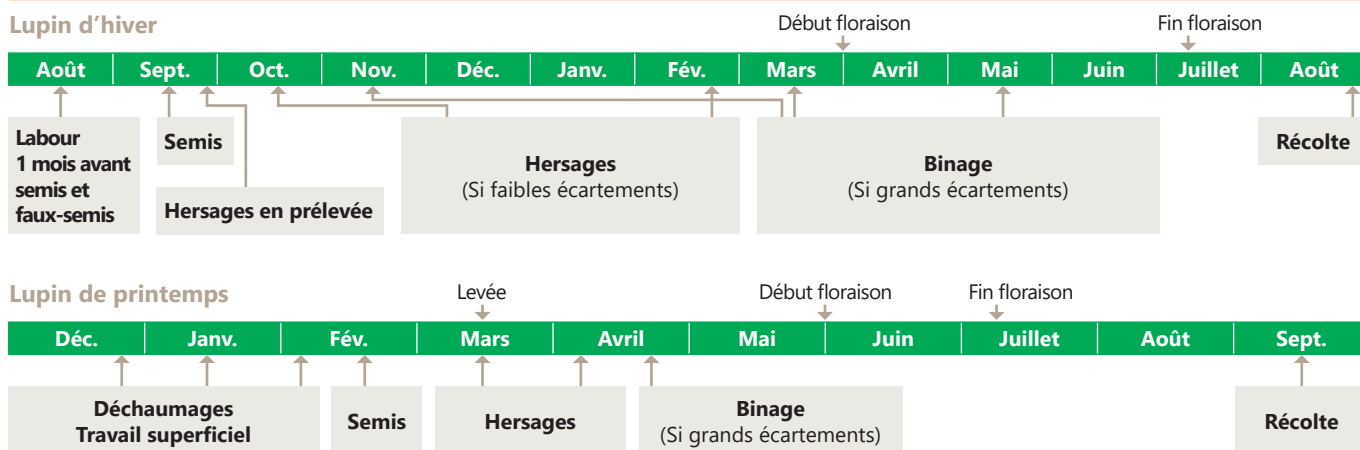 Lupin d’hiver
Début floraison
Fin floraison
Août Sept. Oct. Nov. Déc. Janv. Fév. Mars Avril Mai Juin Juillet Août
Labour
1 mois avant
semis et
faux-semis
Semis
Hersages en prélevée
Hersages
(Si faibles écartements)
Binage
(Si grands écartements)
Récolte
Lupin de printemps
Levée
Début floraison
Fin floraison
Déc. Janv. Fév. Mars Avril Mai Juin Juillet Août Sept.
Déchaumages
Travail superficiel
Semis
Hersages
Binage
(Si grands écartements)
Récolte